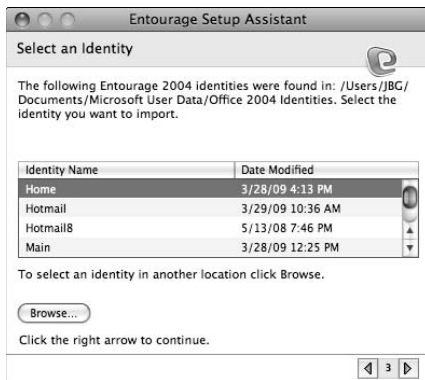 Entourage Setup Assistant
Select an Identity
The following Entourage 2004 identities were found in: /Users/JBG/
Documents/Microsoft User Data/Office 2004 Identities. Select the
identity you want to import.
Identity Name Date Modified
Home 3/28/09 4:13 PM
Hotmail 3/29/09 10:36 AM
Hotmail8 5/13/08 7:46 PM
Main 3/28/09 12:25 PM
To select an identity in another location click Browse.
Browse...
Click the right arrow to continue.
3